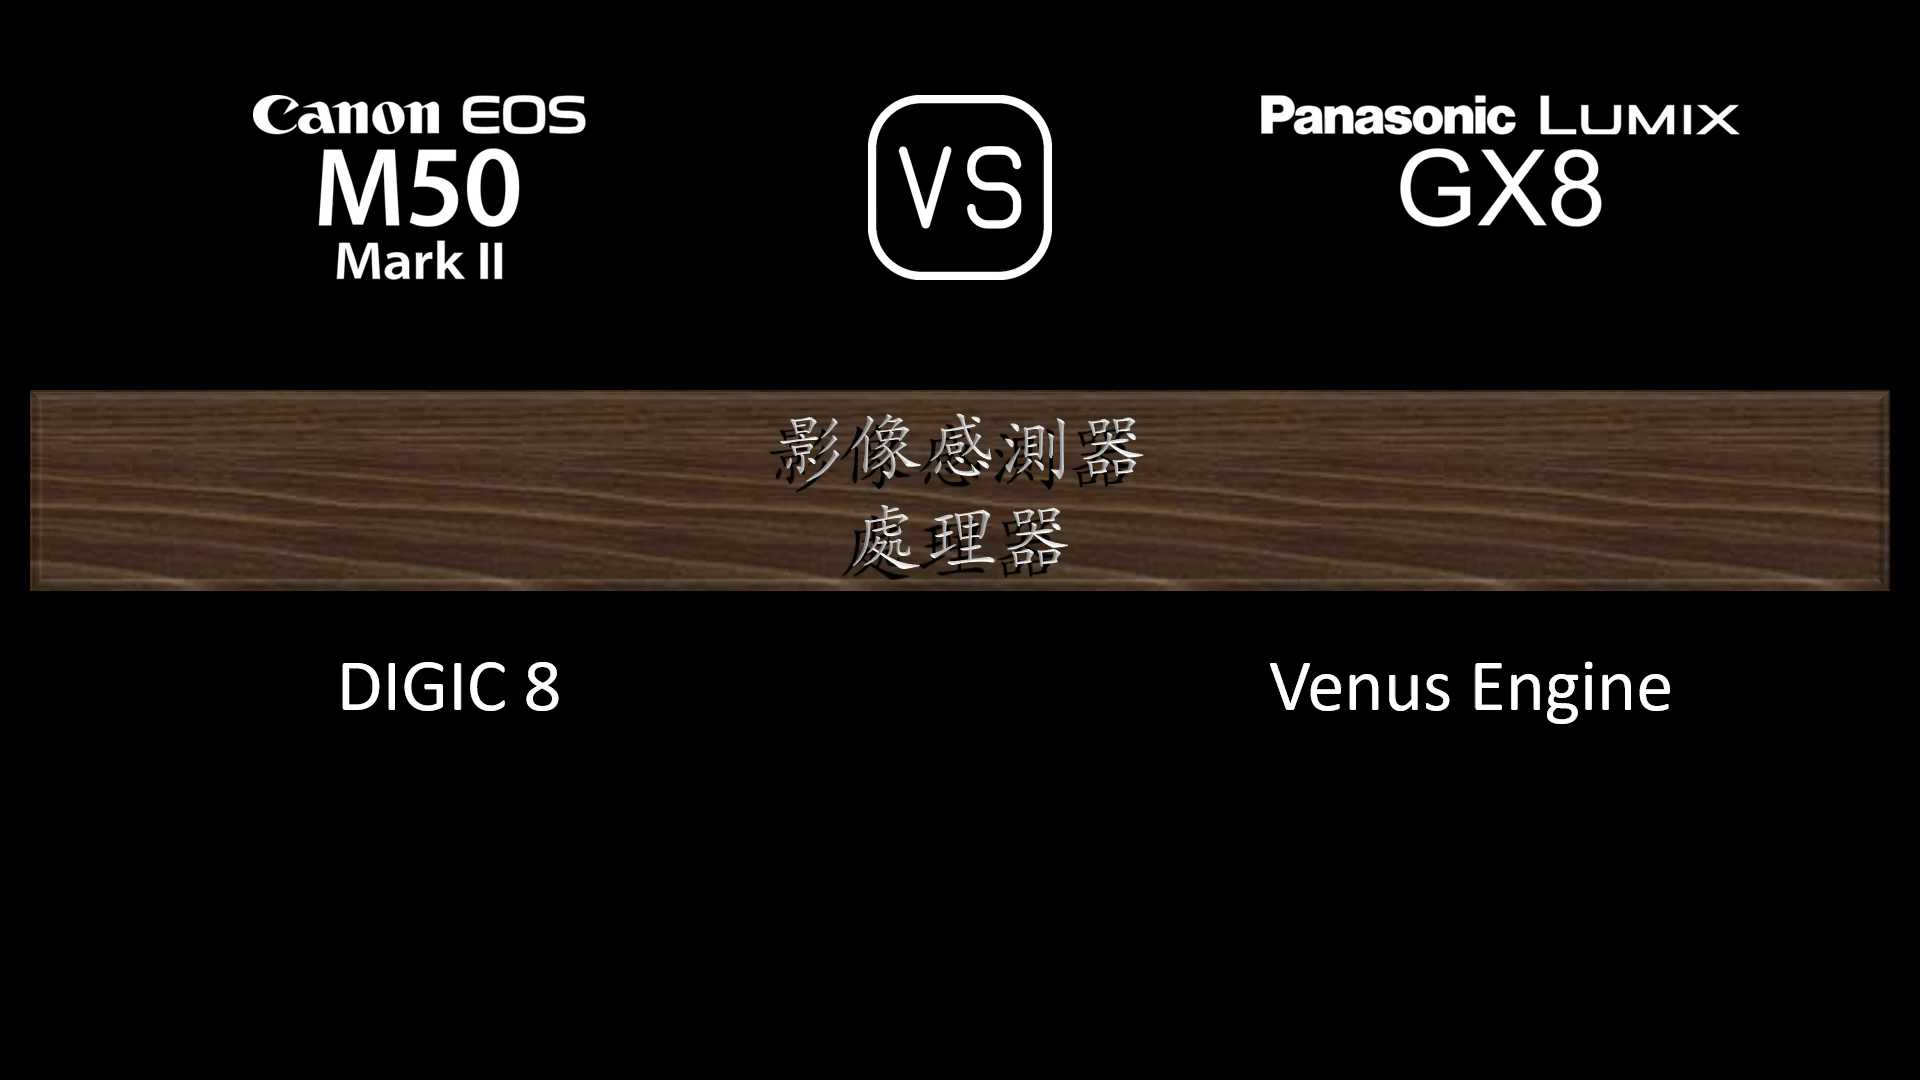 Canon EOS
M50
Mark II
VS
Panasonic LUMIX
GX8
影像感測器
處理器
DIGIC 8
Venus Engine